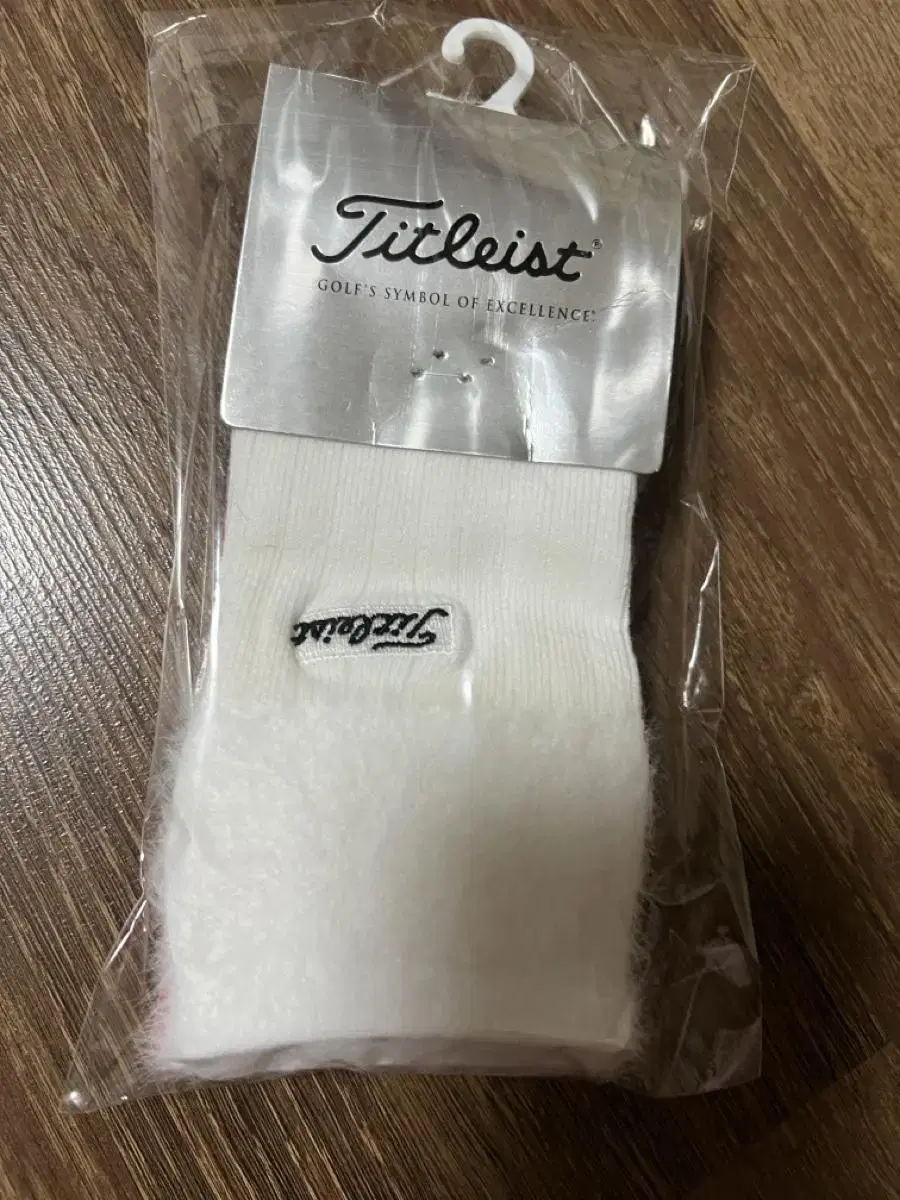 Titleist®
GOLF'S SYMBOL OF EXCELLENCE®
Titleist